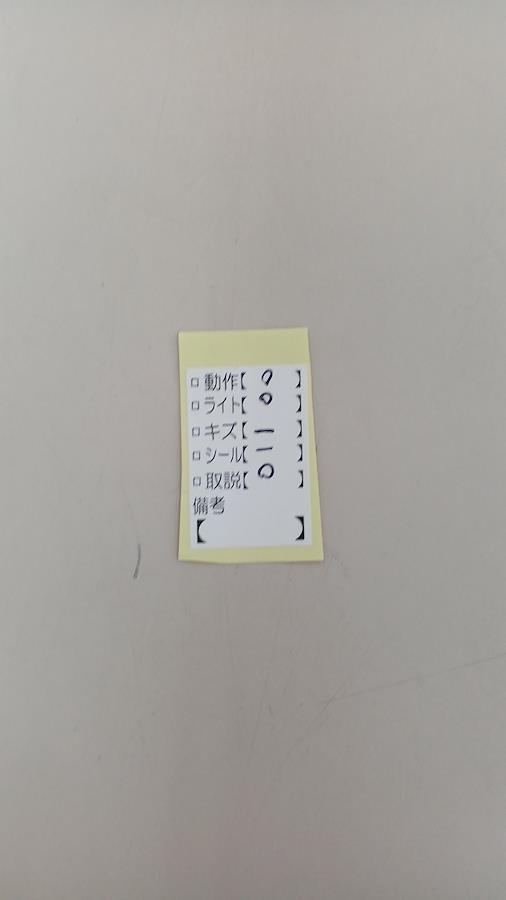 □ 動作【 ○ 】
□ ライト【 ○ 】
□ キズ【 ー 】
□ シール【 ー 】
□ 取説【 ○ 】
備考
【 】